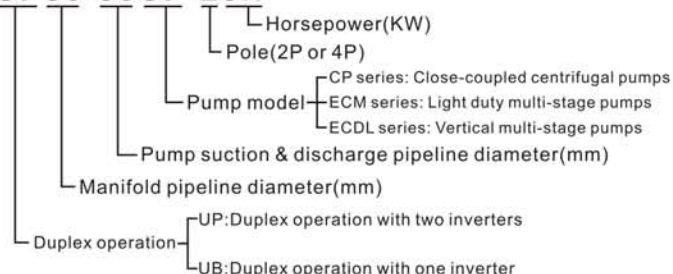 Horsepower(KW)
Pole(2P or 4P)
CP series: Close-coupled centrifugal pumps
Pump model
ECM series: Light duty multi-stage pumps
ECDL series: Vertical multi-stage pumps
Pump suction & discharge pipeline diameter(mm)
Manifold pipeline diameter(mm)
UP:Duplex operation with two inverters
Duplex operation
UB:Duplex operation with one inverter